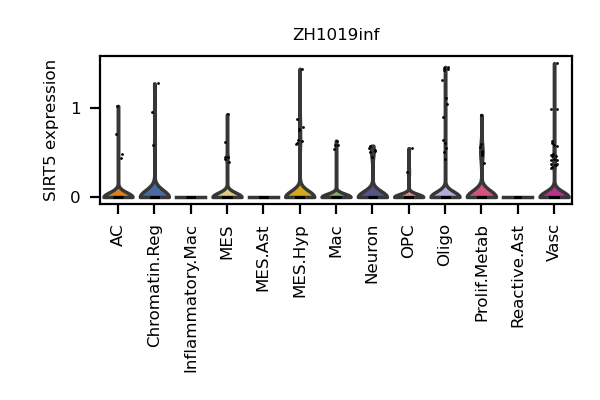 ZH1019inf
SIRT5 expression
1
0
AC
Chromatin.Reg
Inflammatory.Mac
MES
MES.Ast
MES.Hyp
Mac
Neuron
OPC
Oligo
Prolif.Metab
Reactive.Ast
Vasc